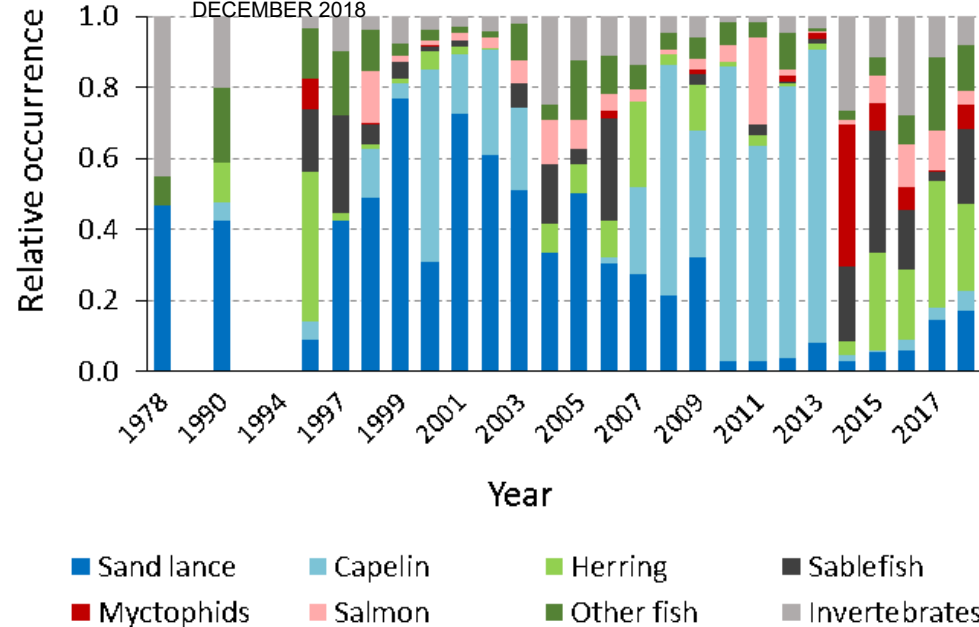 DECEMBER 2018
Relative occurrence
1.0
0.8
0.6
0.4
0.2
0.0
1978 1990 1994 1997 1999 2001 2003 2005 2007 2009 2011 2013 2015 2017
Year
Sand lance Capelin Herring Sablefish
Myctophids Salmon Other fish Invertebrates